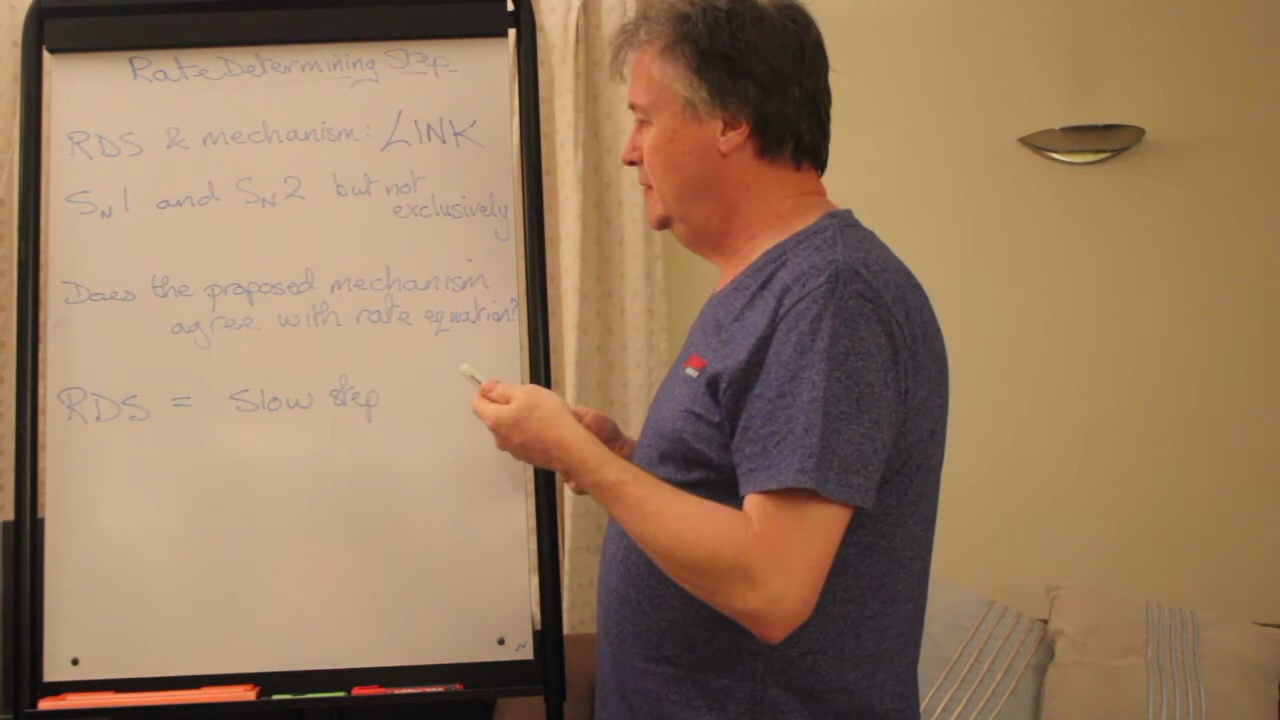 Rate Determining Step
RDS & mechanism: LINK
SN1 and SN2 but not
exclusively
Does the proposed mechanism
agree with rate equation?
RDS = Slow step